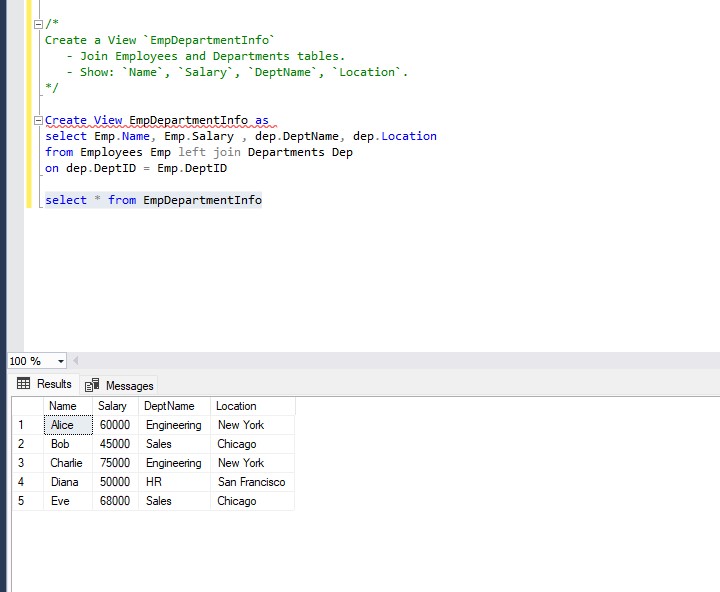 /*
Create a View `EmpDepartmentInfo`
- Join Employees and Departments tables.
- Show: `Name`, `Salary`, `DeptName`, `Location`.
*/
Create View EmpDepartmentInfo as
select Emp.Name, Emp.Salary , dep.DeptName, dep.Location
from Employees Emp left join Departments Dep
on dep.DeptID = Emp.DeptID
select * from EmpDepartmentInfo
100 %
Results Messages
Name Salary DeptName Location
1 Alice 60000 Engineering New York
2 Bob 45000 Sales Chicago
3 Charlie 75000 Engineering New York
4 Diana 50000 HR San Francisco
5 Eve 68000 Sales Chicago